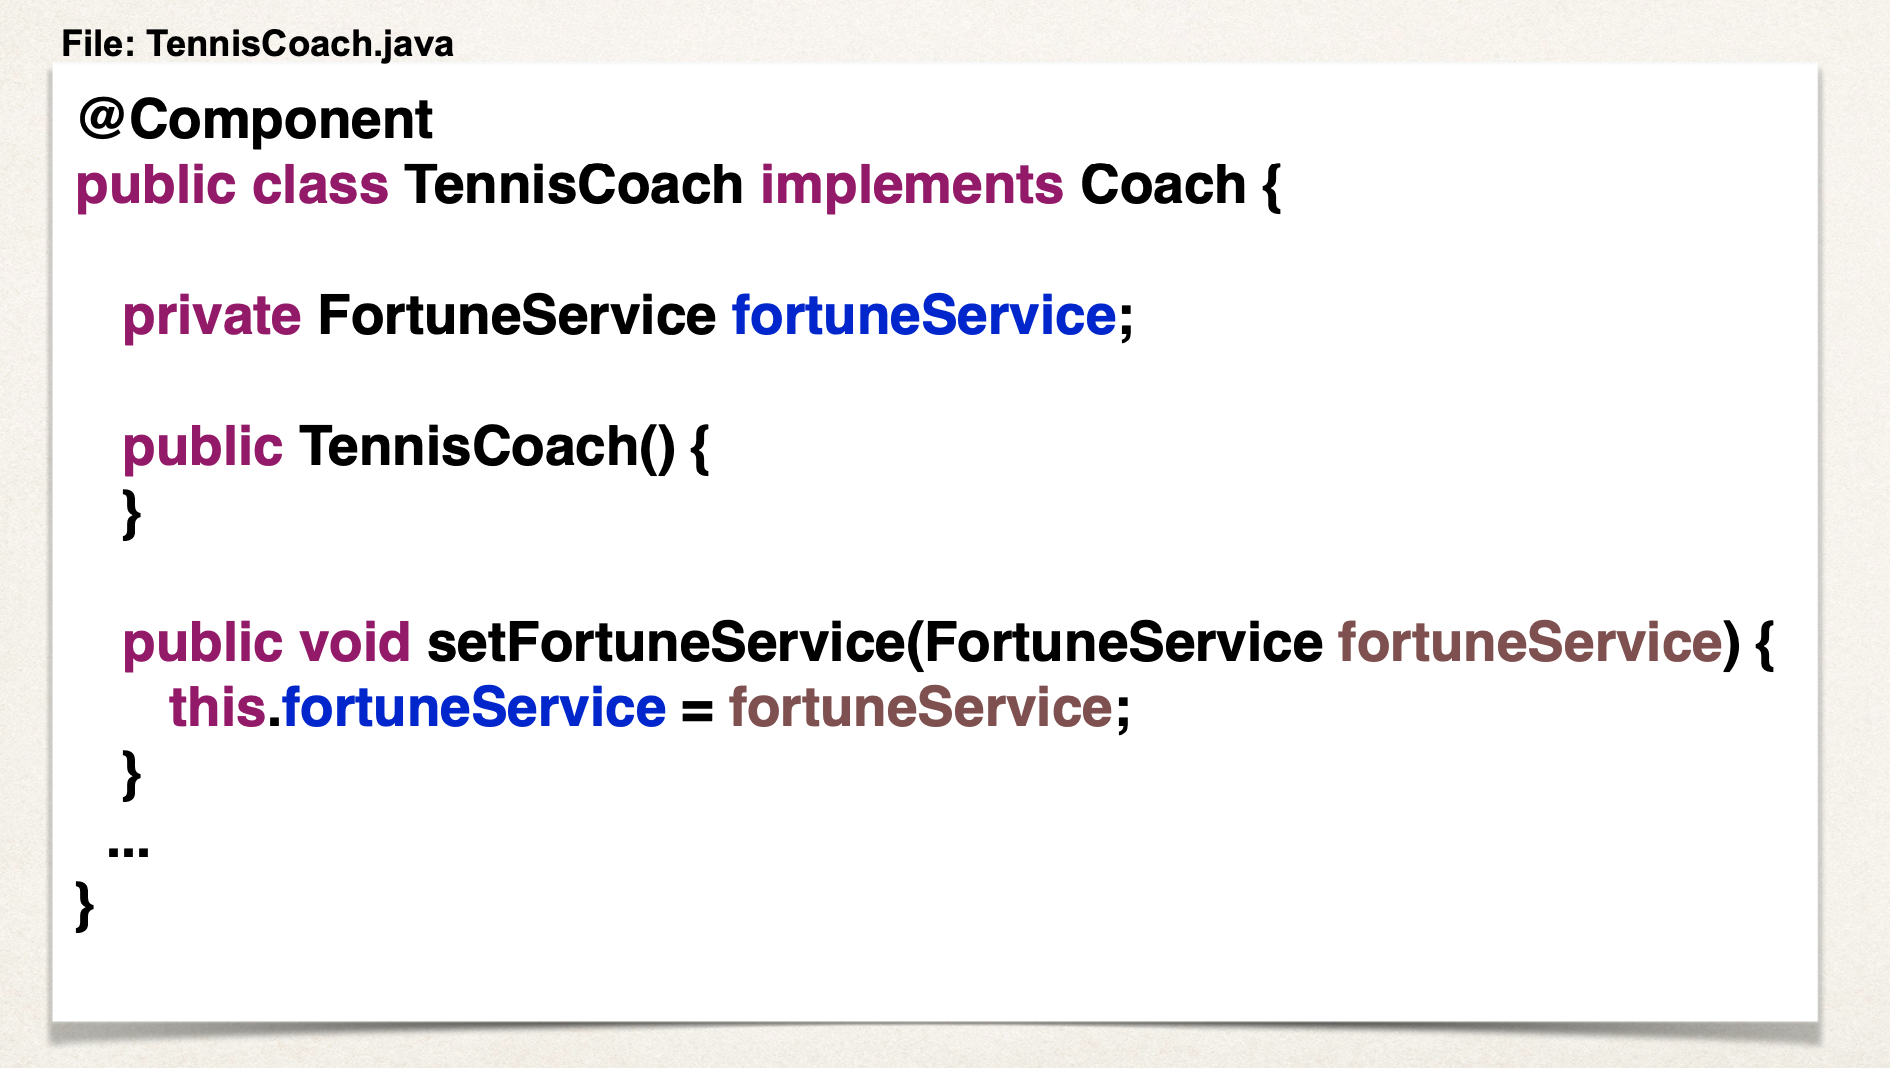 File: TennisCoach.java
@Component
public class TennisCoach implements Coach {
private FortuneService fortuneService;
public TennisCoach() {
}
public void setFortuneService(FortuneService fortuneService) {
this.fortuneService = fortuneService;
}
...
}